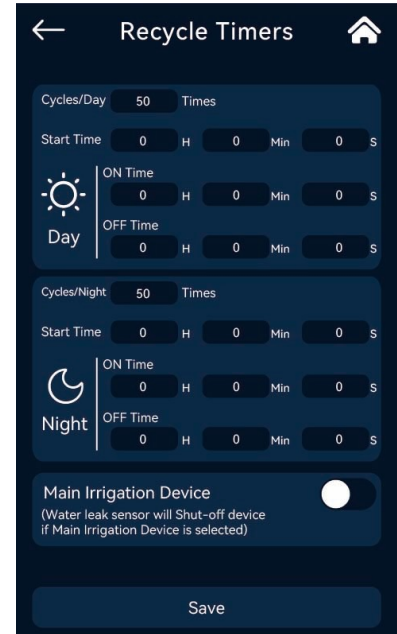 Recycle Timers
Cycles/Day 50 Times
Start Time 0 H 0 Min 0 S
ON Time
0 H 0 Min 0 S
Day
OFF Time
0 H 0 Min 0 S
Cycles/Night 50 Times
Start Time 0 H 0 Min 0 S
ON Time
0 H 0 Min 0 S
Night
OFF Time
0 H 0 Min 0 S
Main Irrigation Device
(Water leak sensor will Shut-off device
if Main Irrigation Device is selected)
Save